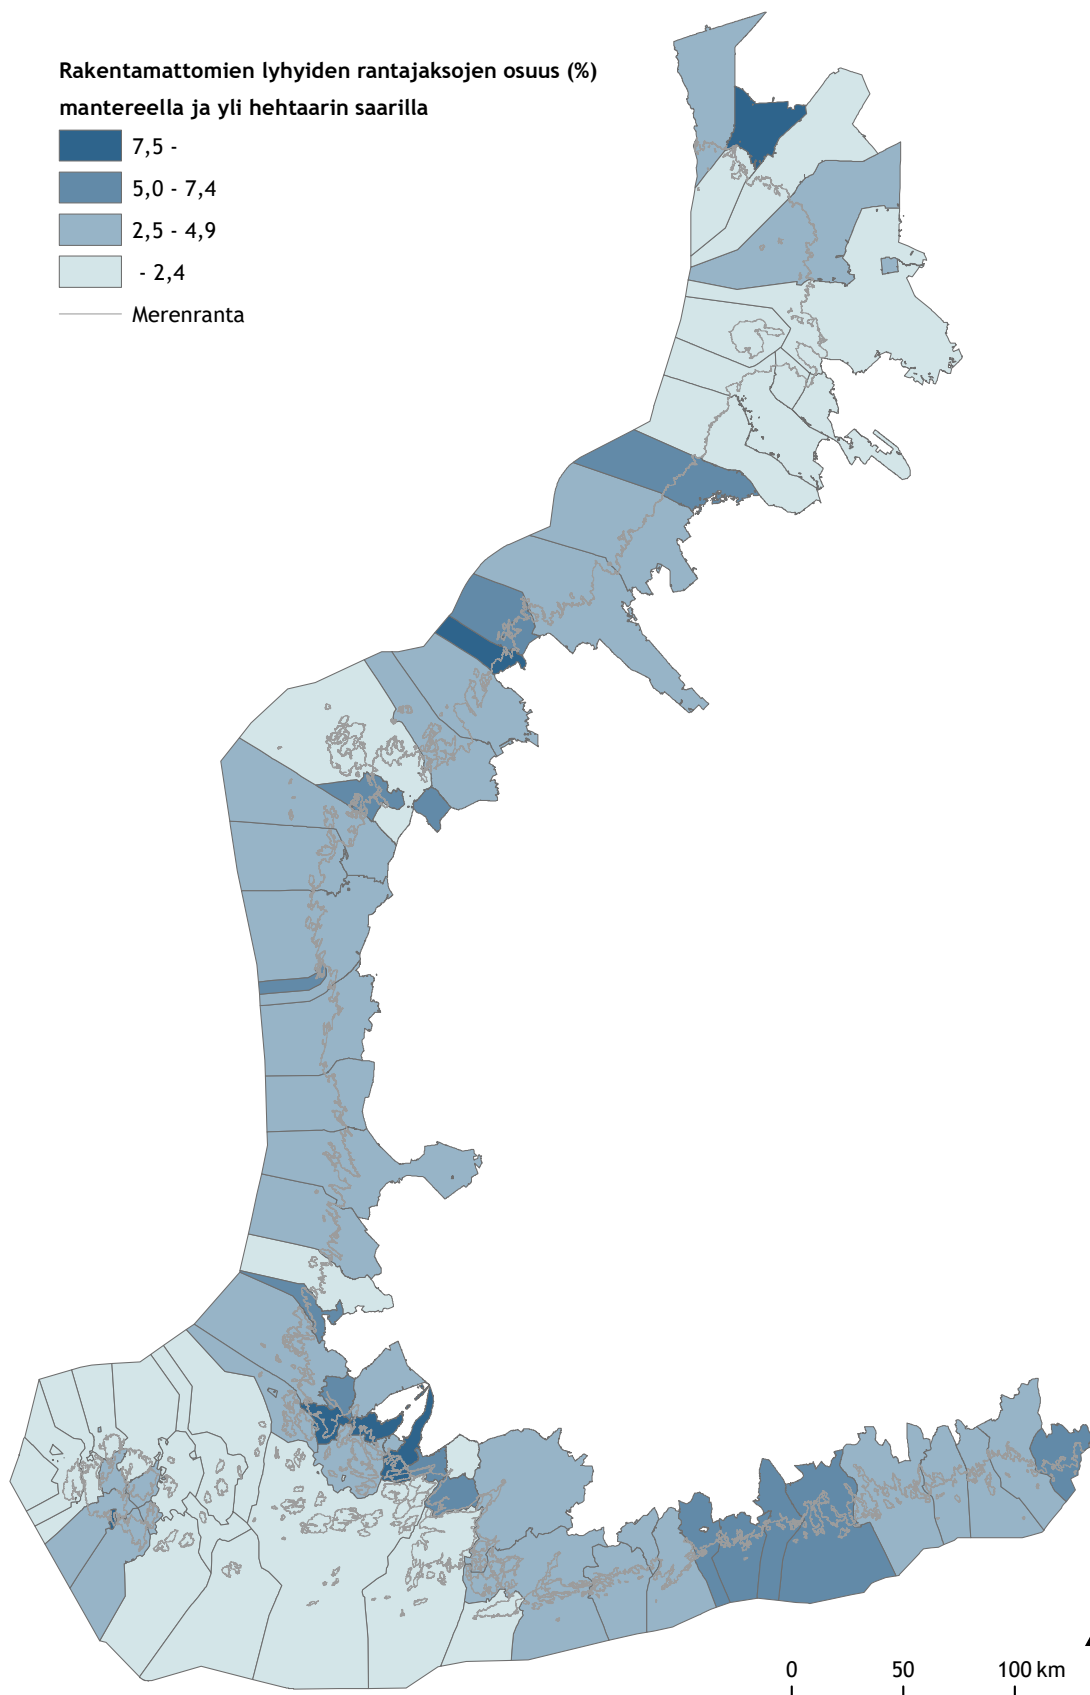 Rakentamattomien lyhyiden rantajaksojen osuus (%)
mantereella ja yli hehtaarin saarilla
7,5 -
5,0 - 7,4
2,5 - 4,9
- 2,4
Merenranta
0 50 100 km